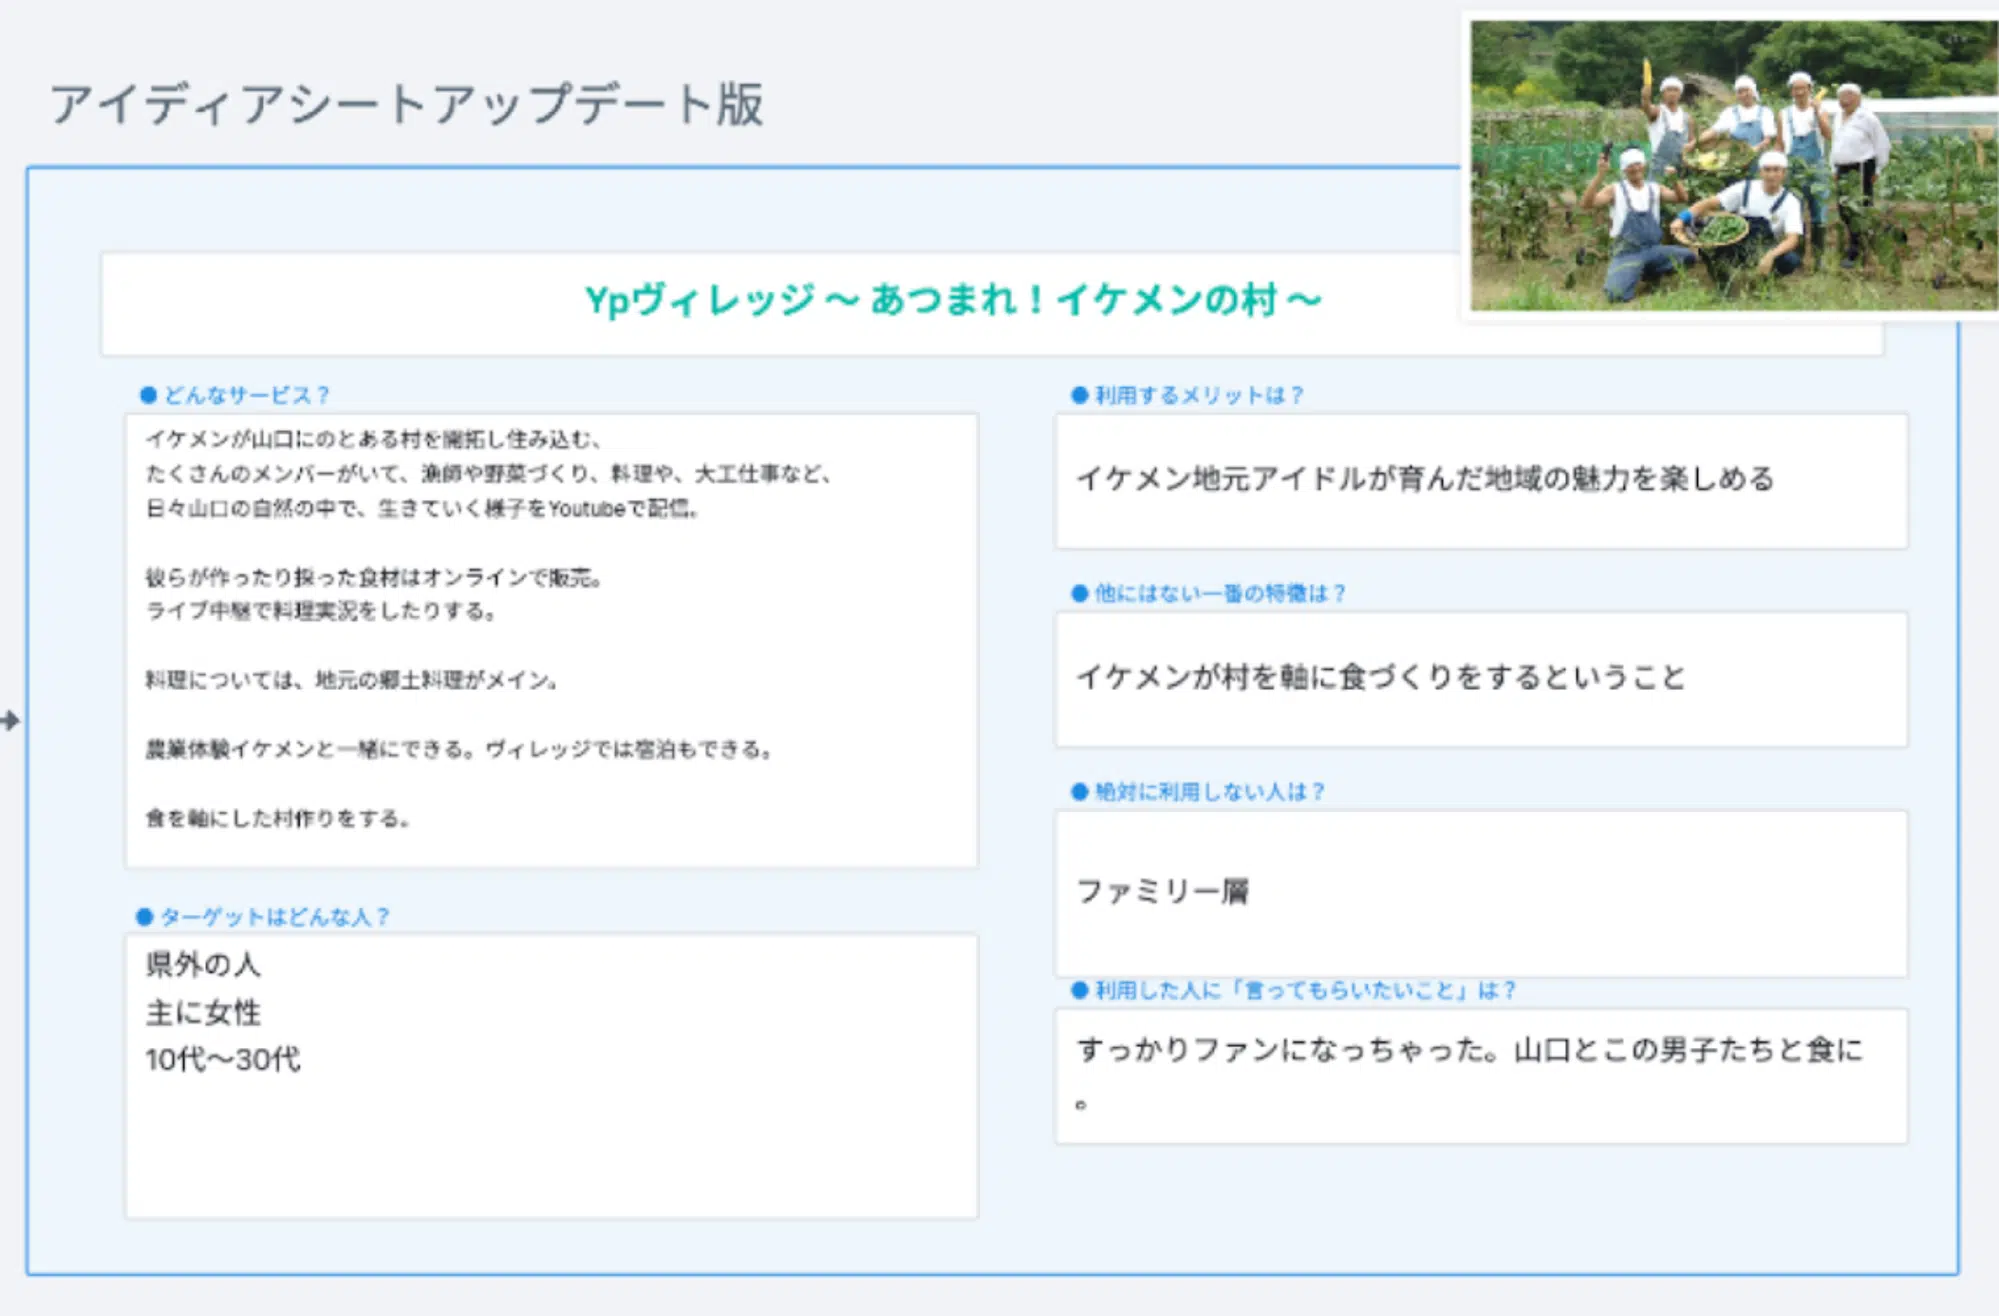 アイディアシートアップデート版
Ypヴィレッジ 〜 あつまれ！イケメンの村 〜
● どんなサービス？
イケメンが山口にのとある村を開拓し住み込む、
たくさんのメンバーがいて、漁師や野菜づくり、料理や、大工仕事など、
日々山口の自然の中で、生きていく様子をYoutubeで配信。
彼らが作ったり採った食材はオンラインで販売。
ライブ中継で料理実況をしたりする。
料理については、地元の郷土料理がメイン。
農業体験イケメンと一緒にできる。ヴィレッジでは宿泊もできる。
食を軸にした村作りをする。
● ターゲットはどんな人？
県外の人
主に女性
10代〜30代
● 利用するメリットは？
イケメン地元アイドルが育んだ地域の魅力を楽しめる
● 他にはない一番の特徴は？
イケメンが村を軸に食づくりをするということ
● 絶対に利用しない人は？
ファミリー層
● 利用した人に「言ってもらいたいこと」は？
すっかりファンになっちゃった。山口とこの男子たちと食に
。